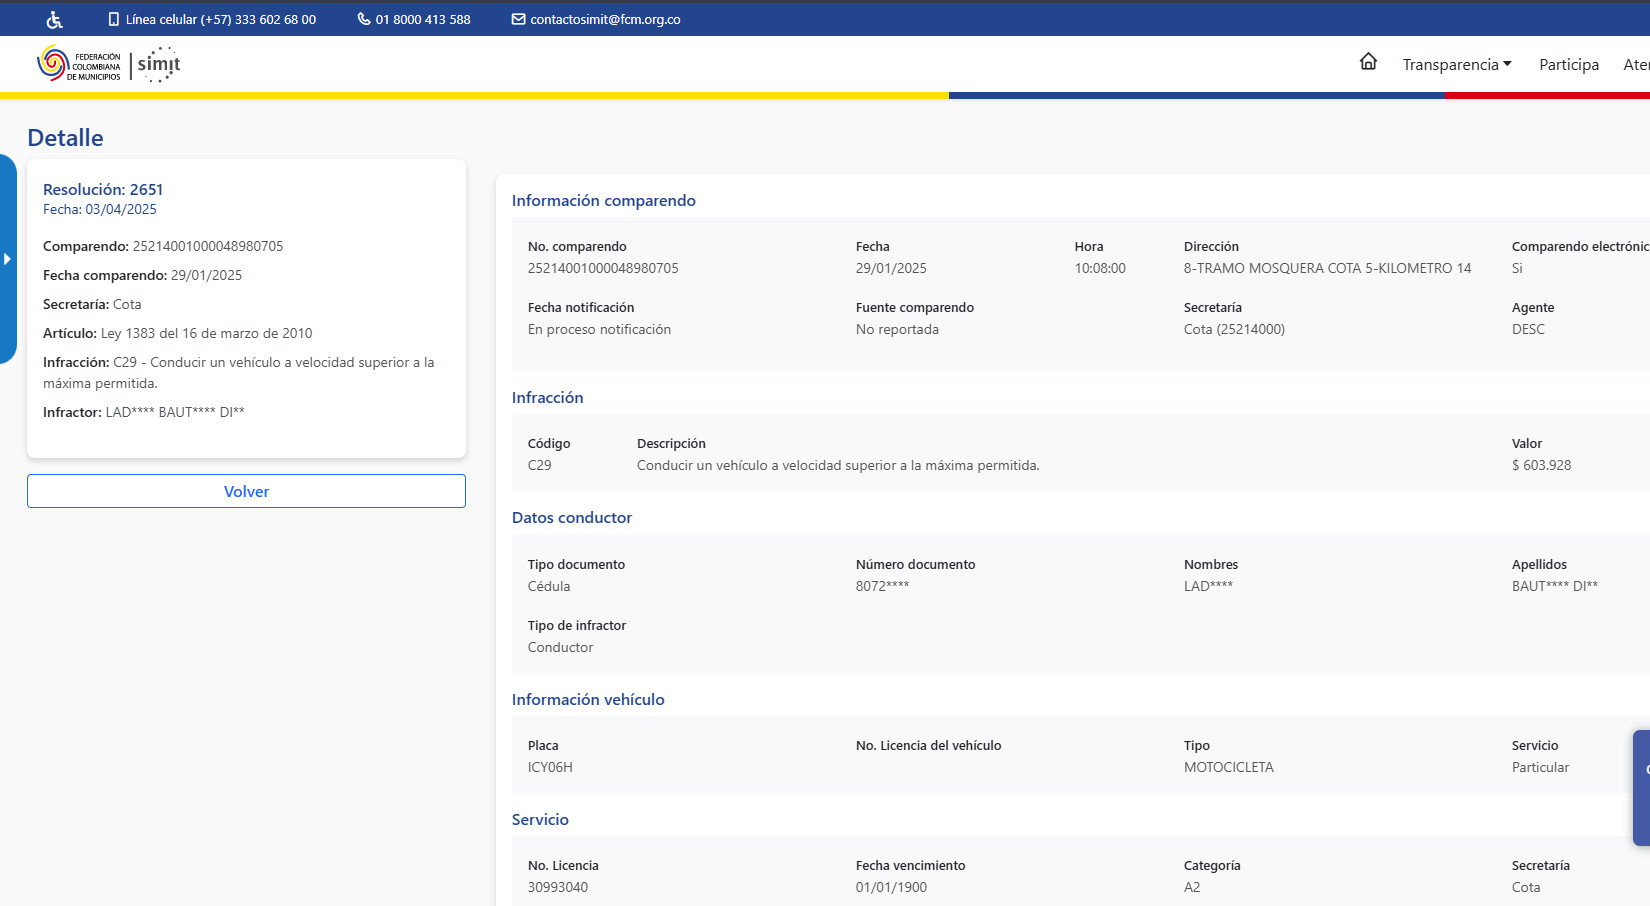 Línea celular (+57) 333 602 68 00 01 8000 413 588 contactosimit@fcm.org.co
FEDERACIÓN
COLOMBIANA
DE MUNICIPIOS
simit
Transparencia Participa Ate
Detalle
Resolución: 2651
Fecha: 03/04/2025
Comparendo: 25214001000048980705
Fecha comparendo: 29/01/2025
Secretaría: Cota
Artículo: Ley 1383 del 16 de marzo de 2010
Infracción: C29 - Conducir un vehículo a velocidad superior a la
máxima permitida.
Infractor: LAD**** BAUT**** DI**
Volver
Información comparendo
No. comparendo Fecha Hora Dirección Comparendo electrónic
25214001000048980705 29/01/2025 10:08:00 8-TRAMO MOSQUERA COTA 5-KILOMETRO 14 Si
Fecha notificación Fuente comparendo Secretaría Agente
En proceso notificación No reportada Cota (25214000) DESC
Infracción
Código Descripción Valor
C29 Conducir un vehículo a velocidad superior a la máxima permitida. $ 603.928
Datos conductor
Tipo documento Número documento Nombres Apellidos
Cédula 8072**** LAD**** BAUT**** DI**
Tipo de infractor
Conductor
Información vehículo
Placa No. Licencia del vehículo Tipo Servicio
ICY06H MOTOCICLETA Particular
Servicio
No. Licencia Fecha vencimiento Categoría Secretaría
30993040 01/01/1900 A2 Cota